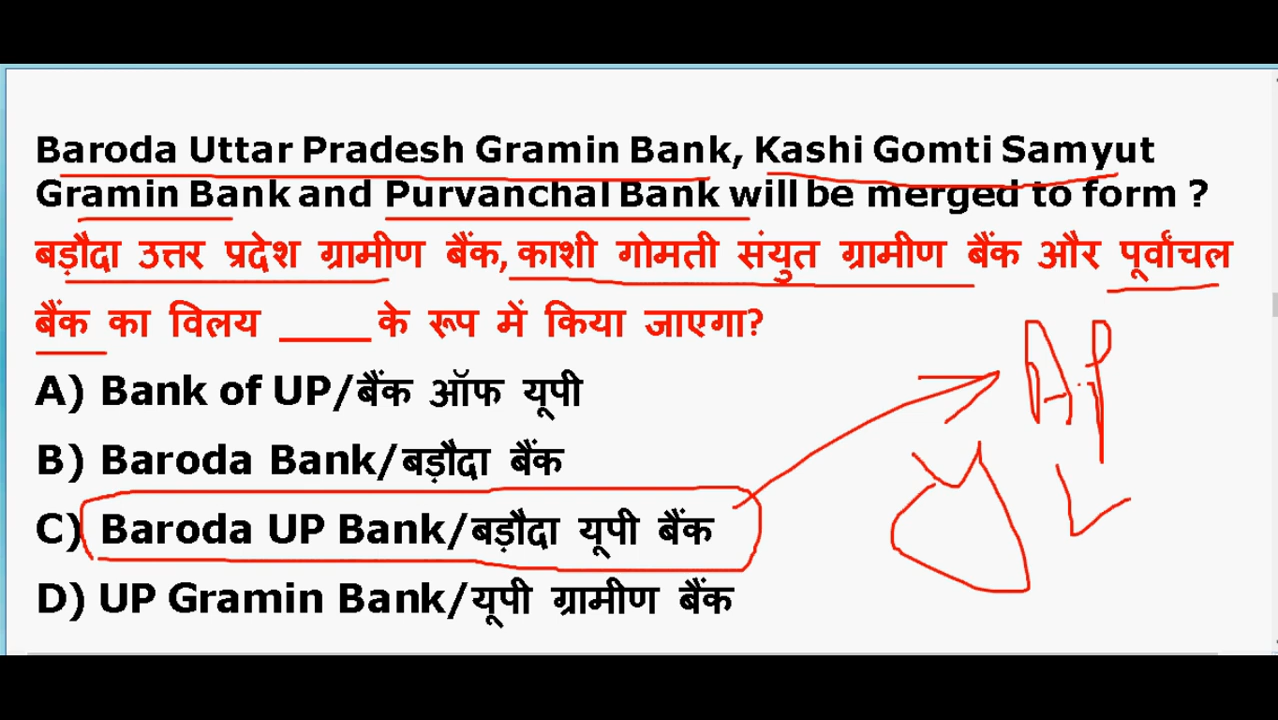 Baroda Uttar Pradesh Gramin Bank, Kashi Gomti Samyut
Gramin Bank and Purvanchal Bank will be merged to form ?
बड़ौदा उत्तर प्रदेश ग्रामीण बैंक, काशी गोमती संयुत ग्रामीण बैंक और पूर्वांचल
बैंक का विलय _____ के रूप में किया जाएगा?
A) Bank of UP/बैंक ऑफ यूपी
B) Baroda Bank/बड़ौदा बैंक
C) Baroda UP Bank/बड़ौदा यूपी बैंक
D) UP Gramin Bank/यूपी ग्रामीण बैंक